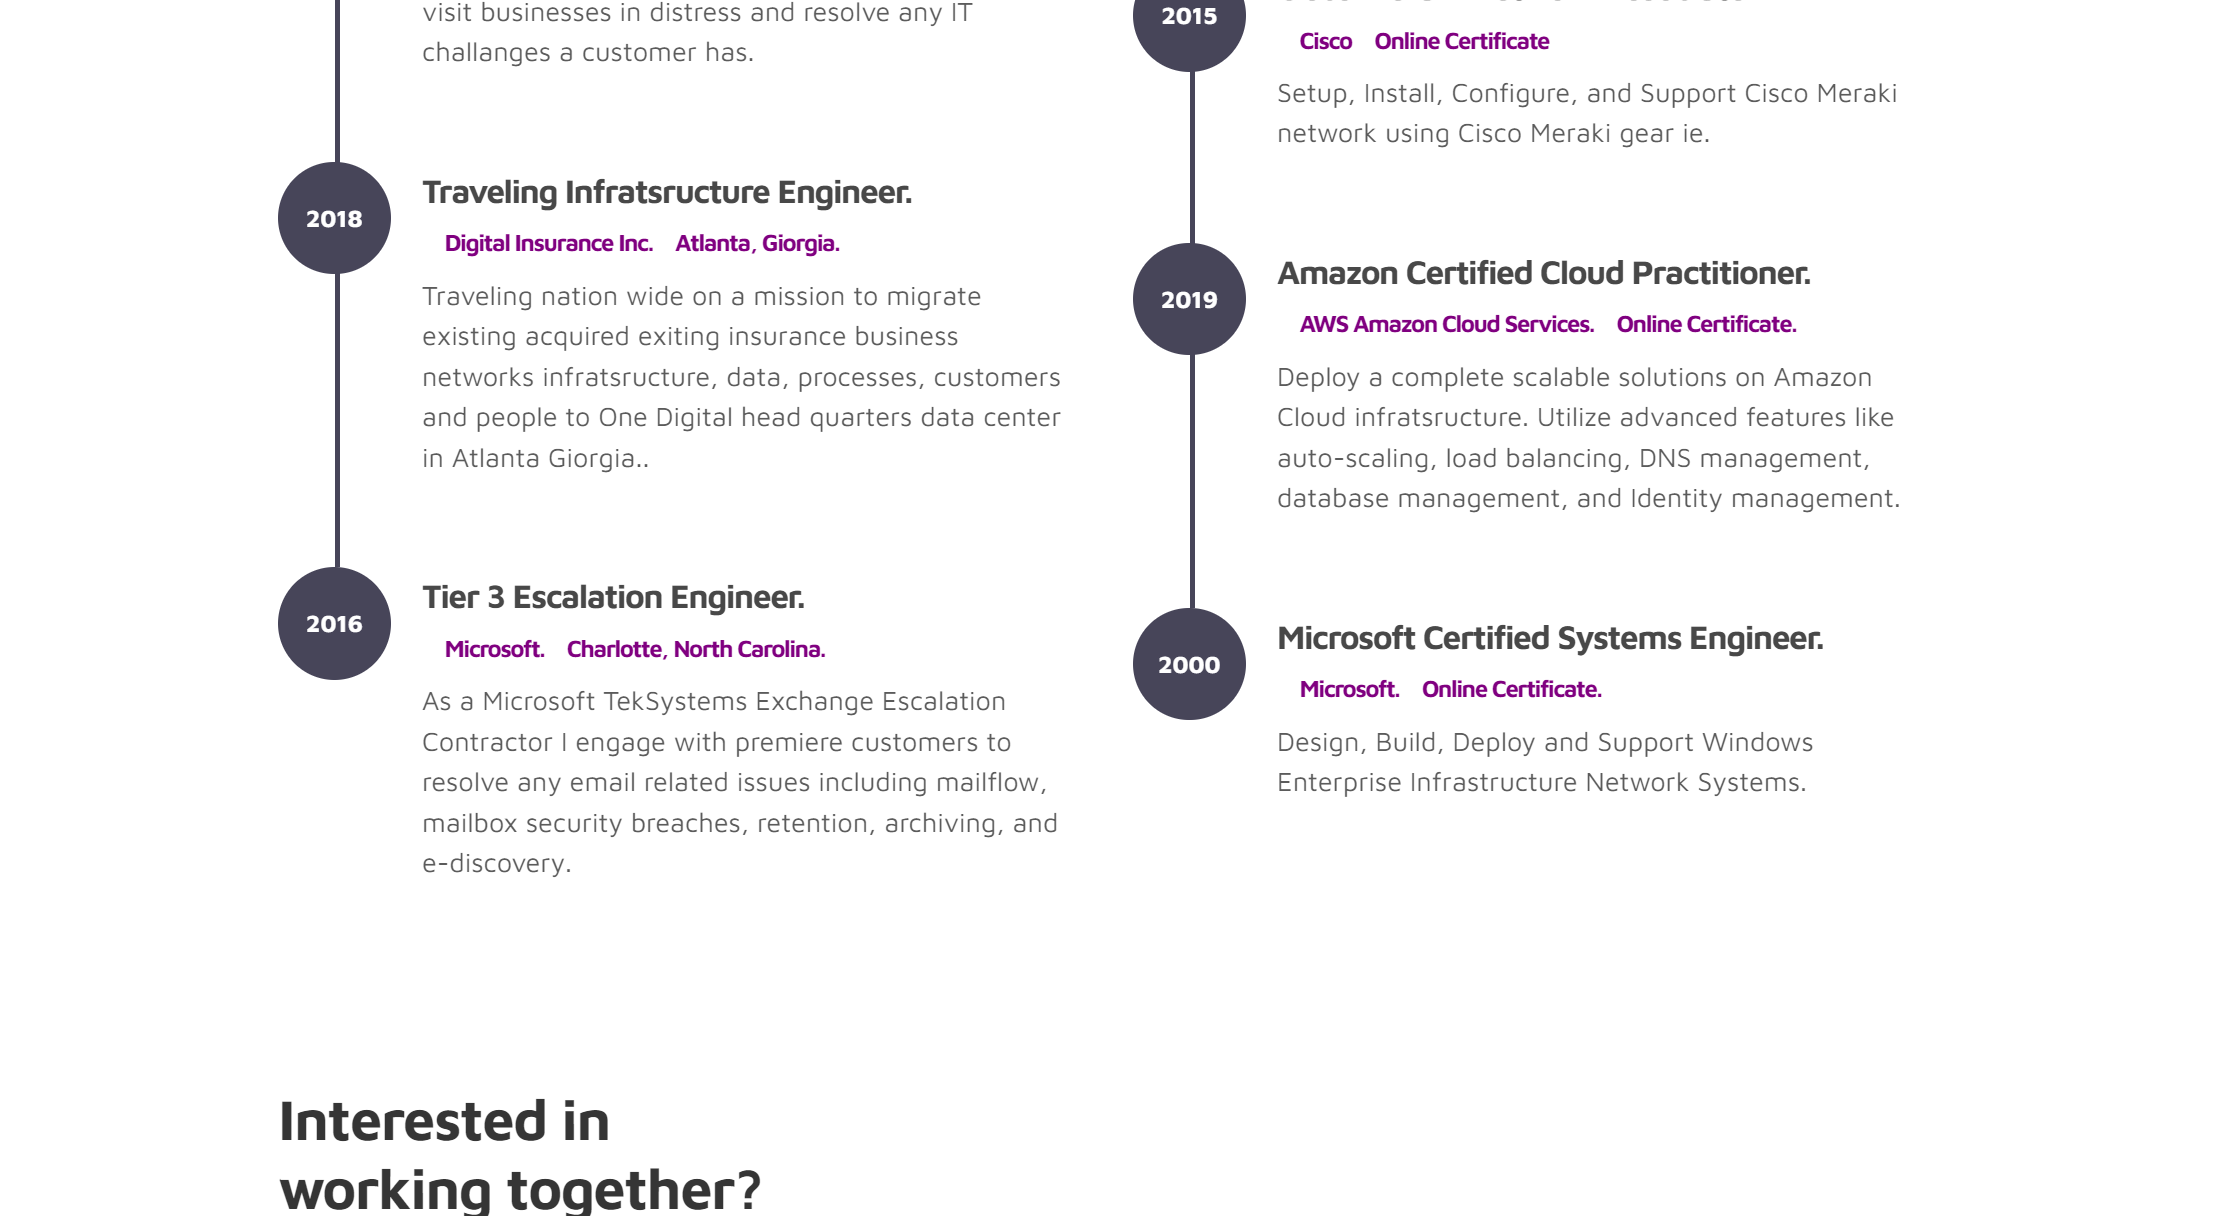 visit businesses in distress and resolve any IT
challanges a customer has.
2018
Traveling Infratsructure Engineer.
Digital Insurance Inc. Atlanta, Giorgia.
Traveling nation wide on a mission to migrate
existing acquired exiting insurance business
networks infratsructure, data, processes, customers
and people to One Digital head quarters data center
in Atlanta Giorgia..
2016
Tier 3 Escalation Engineer.
Microsoft. Charlotte, North Carolina.
As a Microsoft TekSystems Exchange Escalation
Contractor I engage with premiere customers to
resolve any email related issues including mailflow,
mailbox security breaches, retention, archiving, and
e-discovery.
2015
Cisco Online Certificate
Setup, Install, Configure, and Support Cisco Meraki
network using Cisco Meraki gear ie.
2019
Amazon Certified Cloud Practitioner.
AWS Amazon Cloud Services. Online Certificate.
Deploy a complete scalable solutions on Amazon
Cloud infratsructure. Utilize advanced features like
auto-scaling, load balancing, DNS management,
database management, and Identity management.
2000
Microsoft Certified Systems Engineer.
Microsoft. Online Certificate.
Design, Build, Deploy and Support Windows
Enterprise Infrastructure Network Systems.
Interested in
working together?